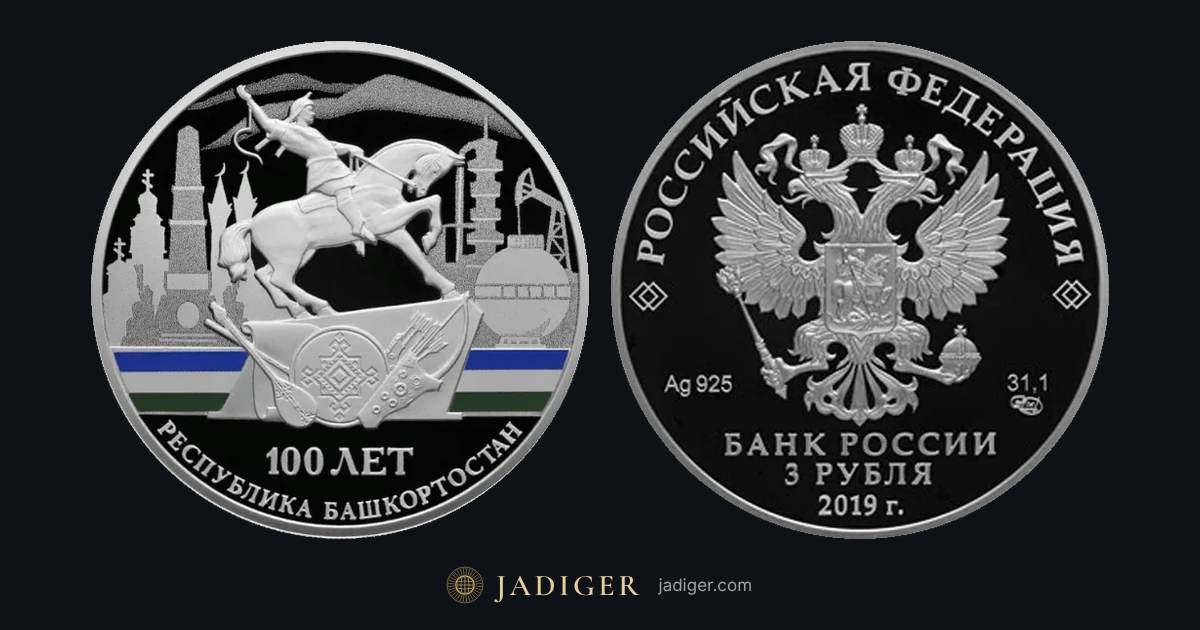 100 ЛЕТ
РЕСПУБЛИКА БАШКОРТОСТАН
РОССИЙСКАЯ ФЕДЕРАЦИЯ
Ag 925
31,1
БАНК РОССИИ
3 РУБЛЯ
2019 г.
JADIGER
jadiger.com